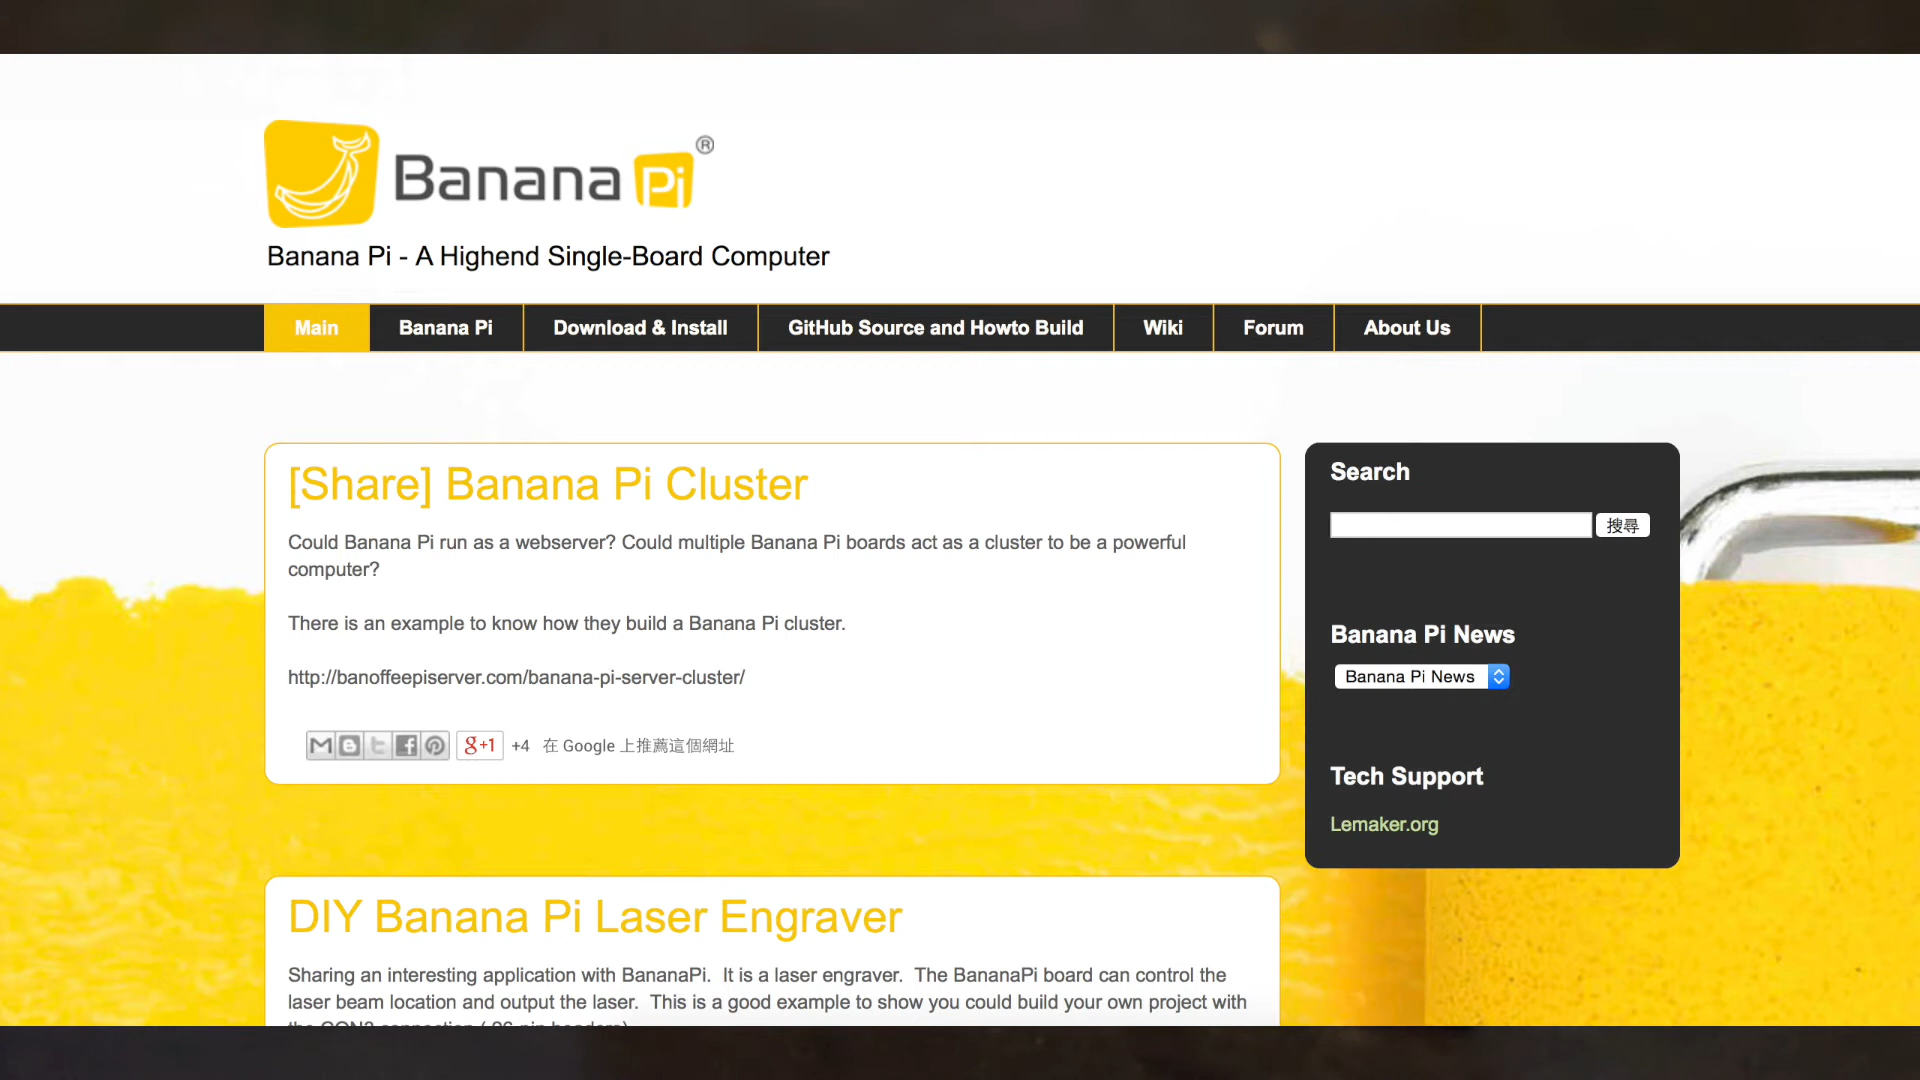 Banana Pi ®
Banana Pi - A Highend Single-Board Computer
Main Banana Pi Download & Install GitHub Source and Howto Build Wiki Forum About Us
[Share] Banana Pi Cluster
Could Banana Pi run as a webserver? Could multiple Banana Pi boards act as a cluster to be a powerful
computer?
There is an example to know how they build a Banana Pi cluster.
http://banoffeepiserver.com/banana-pi-server-cluster/
g+1 +4 在 Google 上推薦這個網址
DIY Banana Pi Laser Engraver
Sharing an interesting application with BananaPi. It is a laser engraver. The BananaPi board can control the
laser beam location and output the laser. This is a good example to show you could build your own project with
Search
搜尋
Banana Pi News
Banana Pi News
Tech Support
Lemaker.org